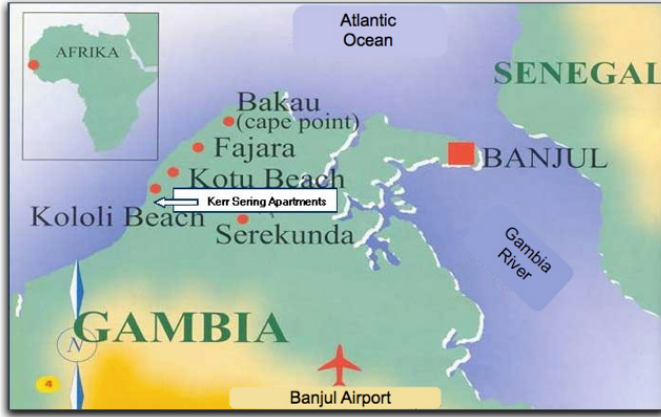 Atlantic
Ocean
AFRIKA
SENEGAL
Bakau
(cape point)
Fajara
BANJUL
Kotu Beach
Kerr Sering Apartments
Kololi Beach
Serekunda
Gambia
River
GAMBIA
N
4
Banjul Airport